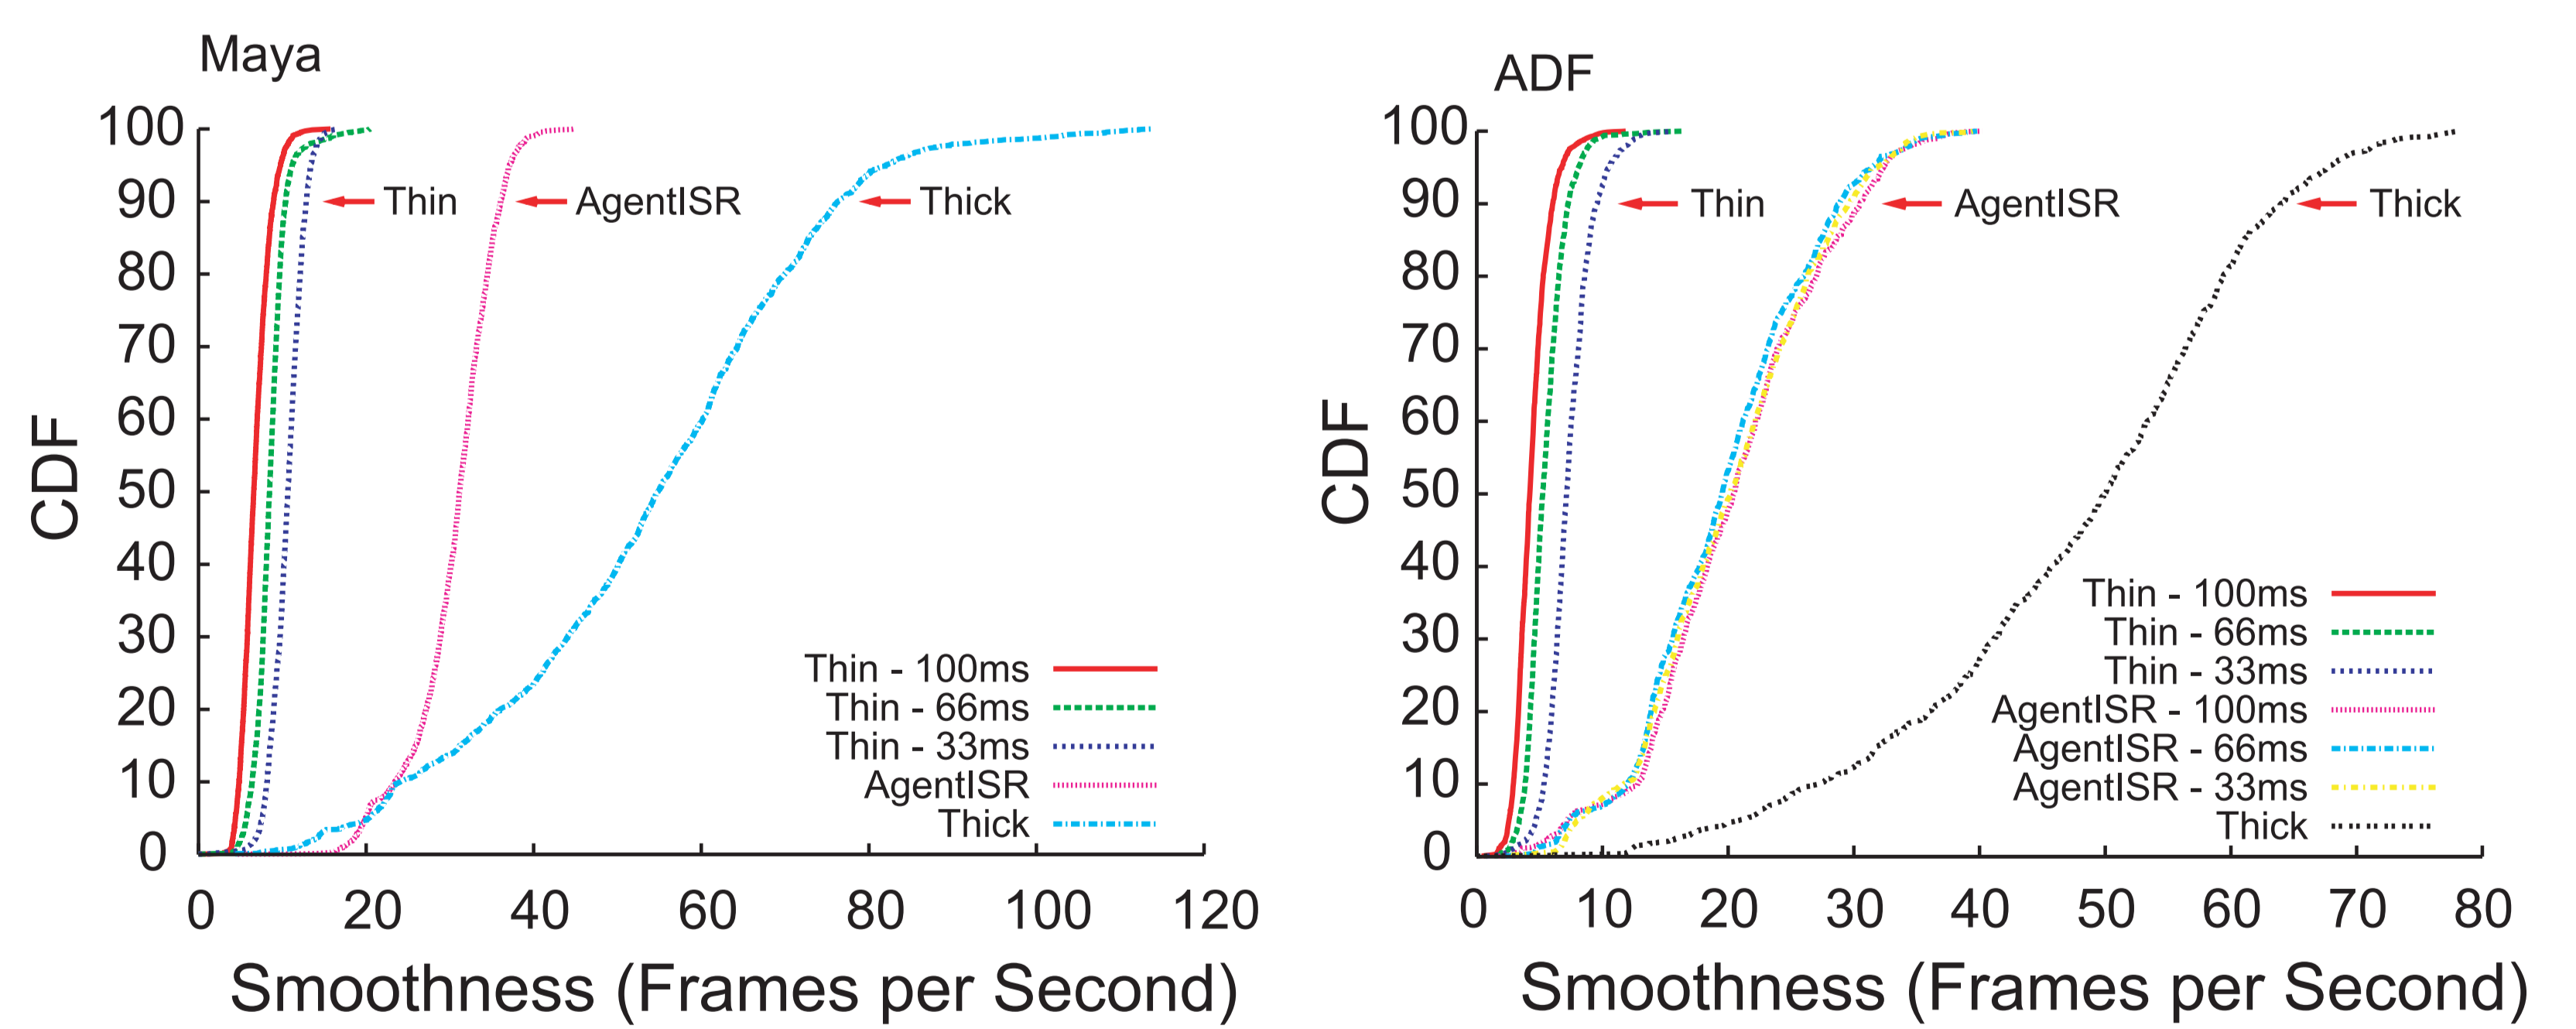 Maya
100
90
80
70
60
50
40
30
20
10
0
CDF
Thin
AgentISR
Thick
Thin - 100ms
Thin - 66ms
Thin - 33ms
AgentISR
Thick
0 20 40 60 80 100 120
Smoothness (Frames per Second)
ADF
100
90
80
70
60
50
40
30
20
10
0
CDF
Thin
AgentISR
Thick
Thin - 100ms
Thin - 66ms
Thin - 33ms
AgentISR - 100ms
AgentISR - 66ms
AgentISR - 33ms
Thick
0 10 20 30 40 50 60 70 80
Smoothness (Frames per Second)